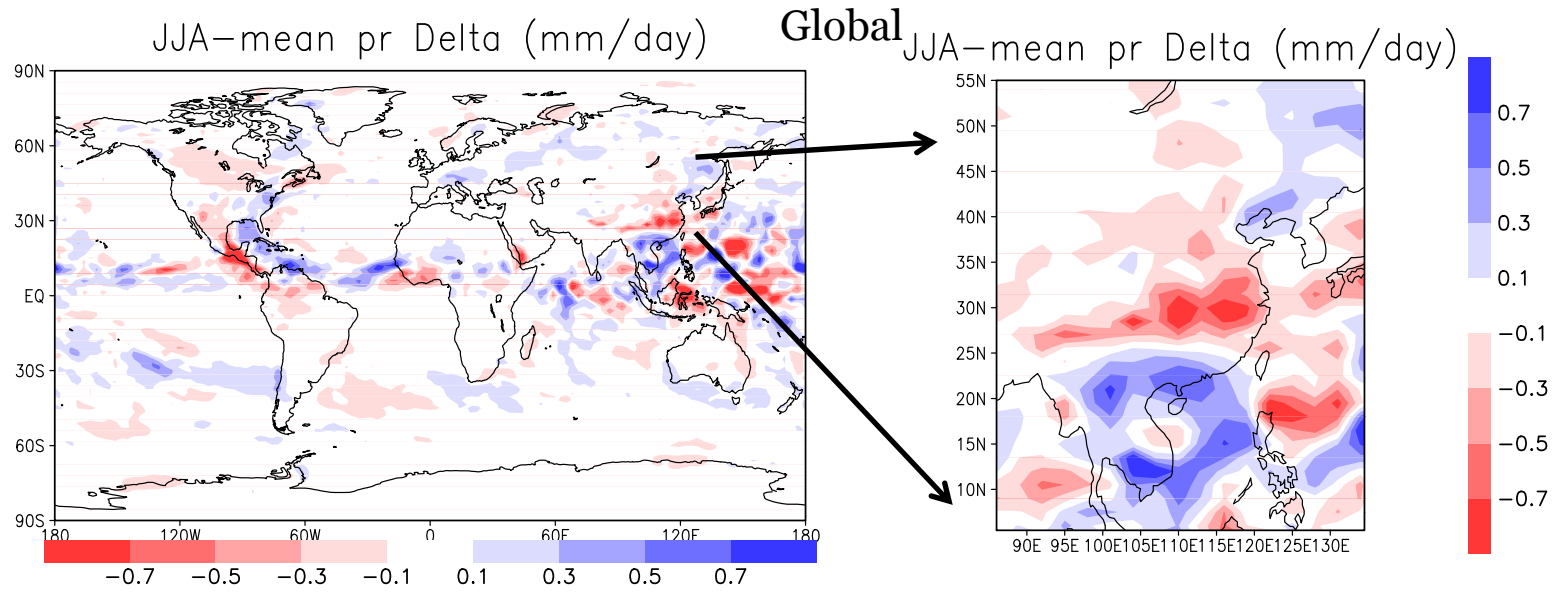 Global
JJA-mean pr Delta (mm/day)
90N
60N
30N
EQ
30S
60S
90S
180 120W 60W 0 60E 120E 180
-0.7 -0.5 -0.3 -0.1 0.1 0.3 0.5 0.7
JJA-mean pr Delta (mm/day)
55N
50N
45N
40N
35N
30N
25N
20N
15N
10N
90E 95E 100E 105E 110E 115E 120E 125E 130E
0.7
0.5
0.3
0.1
-0.1
-0.3
-0.5
-0.7